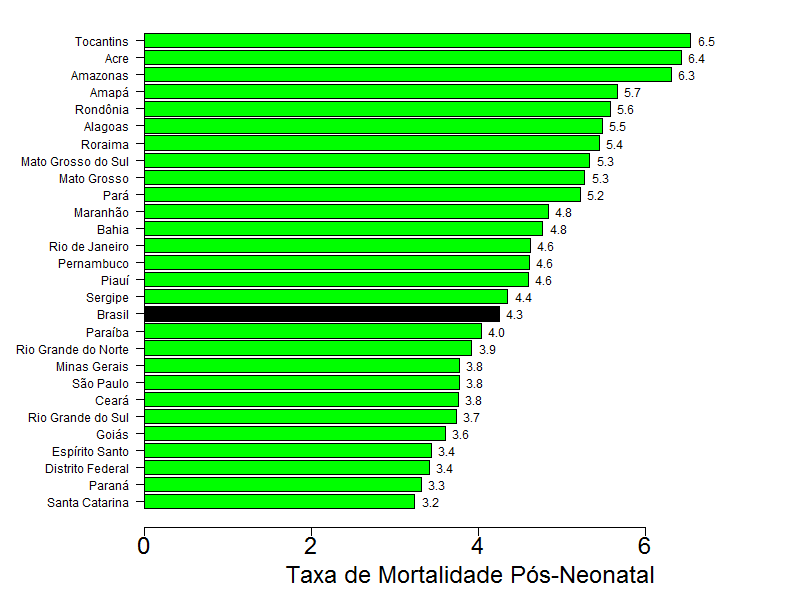 Tocantins 6.5
Acre 6.4
Amazonas 6.3
Amapá 5.7
Rondônia 5.6
Alagoas 5.5
Roraima 5.4
Mato Grosso do Sul 5.3
Mato Grosso 5.3
Pará 5.2
Maranhão 4.8
Bahia 4.8
Rio de Janeiro 4.6
Pernambuco 4.6
Piauí 4.6
Sergipe 4.4
Brasil 4.3
Paraíba 4.0
Rio Grande do Norte 3.9
Minas Gerais 3.8
São Paulo 3.8
Ceará 3.8
Rio Grande do Sul 3.7
Goiás 3.6
Espírito Santo 3.4
Distrito Federal 3.4
Paraná 3.3
Santa Catarina 3.2
0 2 4 6
Taxa de Mortalidade Pós-Neonatal